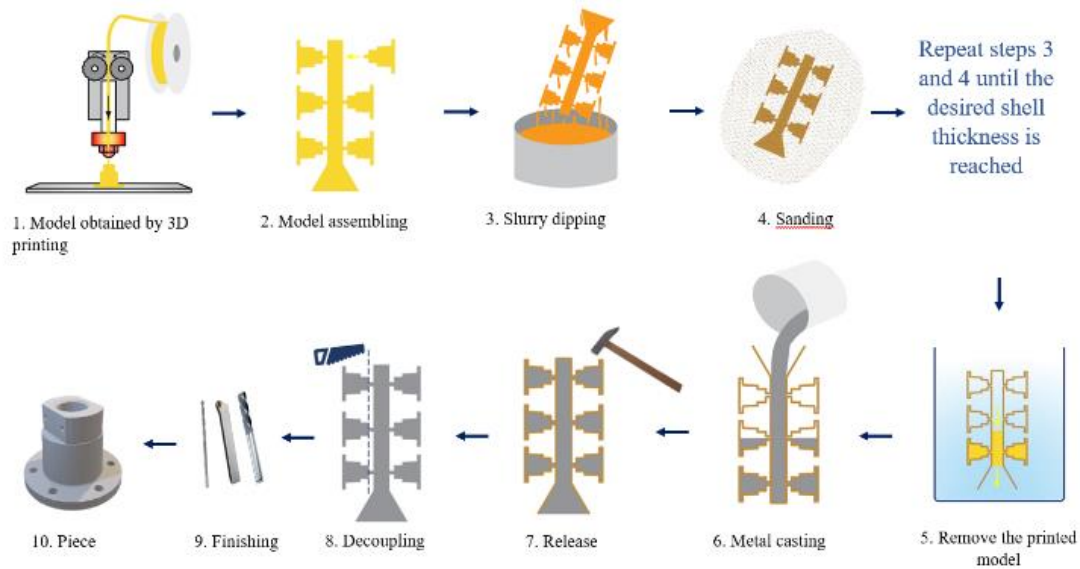 Repeat steps 3
and 4 until the
desired shell
thickness is
reached
1. Model obtained by 3D
printing
2. Model assembling
3. Slurry dipping
4. Sanding
10. Piece
9. Finishing
8. Decoupling
7. Release
6. Metal casting
5. Remove the printed
model